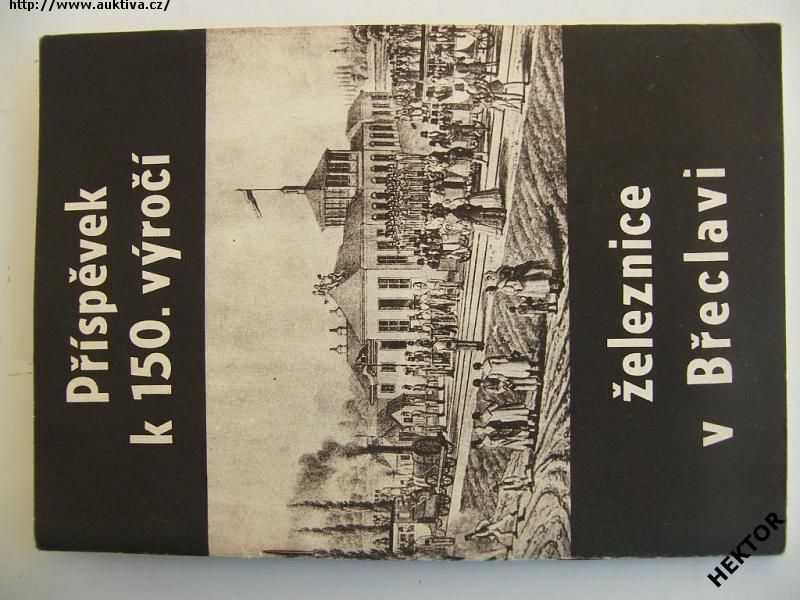 http://www.auktiva.cz/
Příspěvek
k 150. výročí
železnice
v Břeclavi
HEKTOR